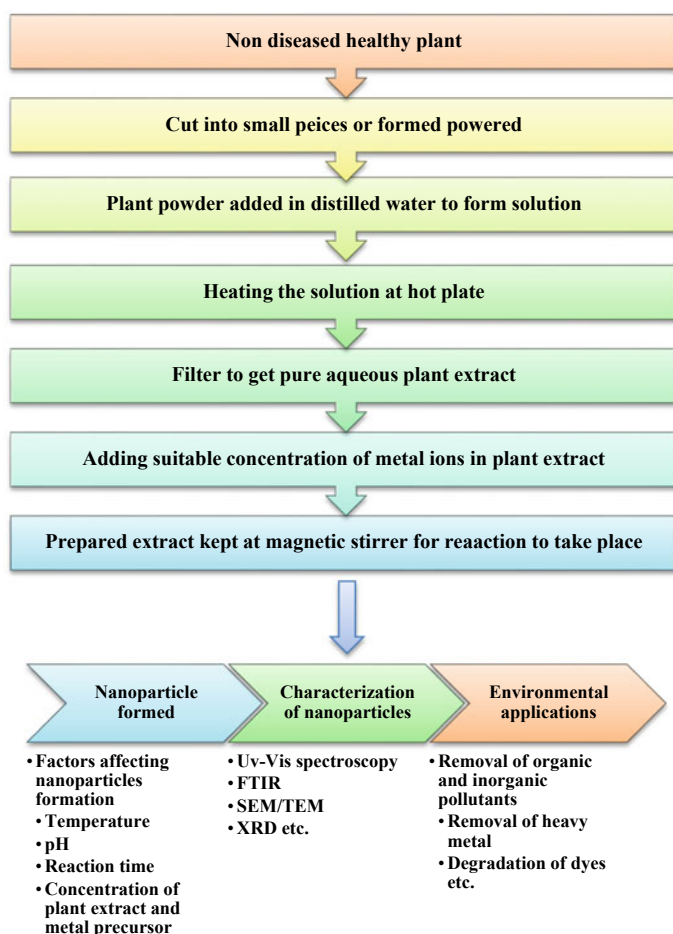 Non diseased healthy plant
Cut into small peices or formed powered
Plant powder added in distilled water to form solution
Heating the solution at hot plate
Filter to get pure aqueous plant extract
Adding suitable concentration of metal ions in plant extract
Prepared extract kept at magnetic stirrer for reaaction to take place
Nanoparticle
formed
• Factors affecting
nanoparticles
formation
• Temperature
• pH
• Reaction time
• Concentration of
plant extract and
metal precursor
Characterization
of nanoparticles
• Uv-Vis spectroscopy
• FTIR
• SEM/TEM
• XRD etc.
Environmental
applications
• Removal of organic
and inorganic
pollutants
• Removal of heavy
metal
• Degradation of dyes
etc.